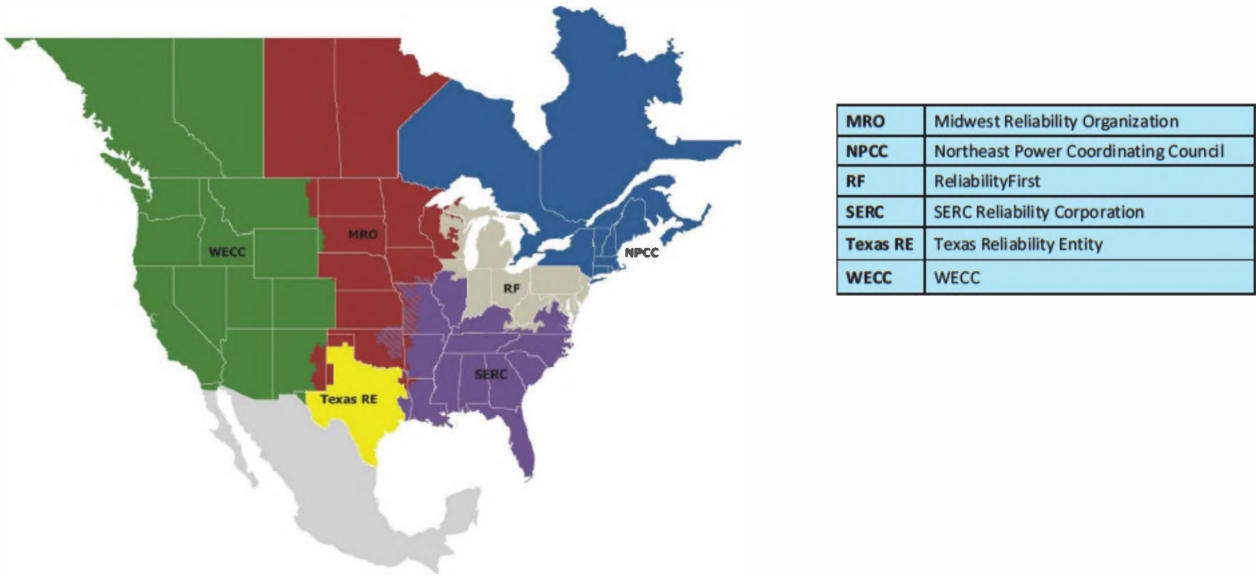 WECC
MRO
RF
NPCC
SERC
Texas RE
MRO Midwest Reliability Organization
NPCC Northeast Power Coordinating Council
RF ReliabilityFirst
SERC SERC Reliability Corporation
Texas RE Texas Reliability Entity
WECC WECC